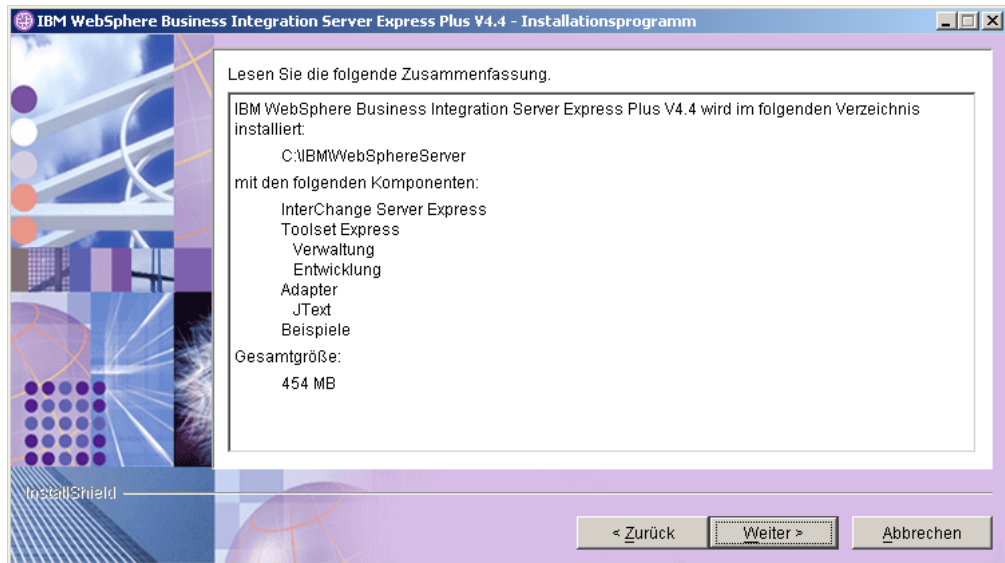 IBM WebSphere Business Integration Server Express Plus V4.4 - Installationsprogramm
Lesen Sie die folgende Zusammenfassung.
IBM WebSphere Business Integration Server Express Plus V4.4 wird im folgenden Verzeichnis
installiert:
C:\IBM\WebSphereServer
mit den folgenden Komponenten:
InterChange Server Express
Toolset Express
Verwaltung
Entwicklung
Adapter
JText
Beispiele
Gesamtgröße:
454 MB
InstallShield
< Zurück
Weiter >
Abbrechen